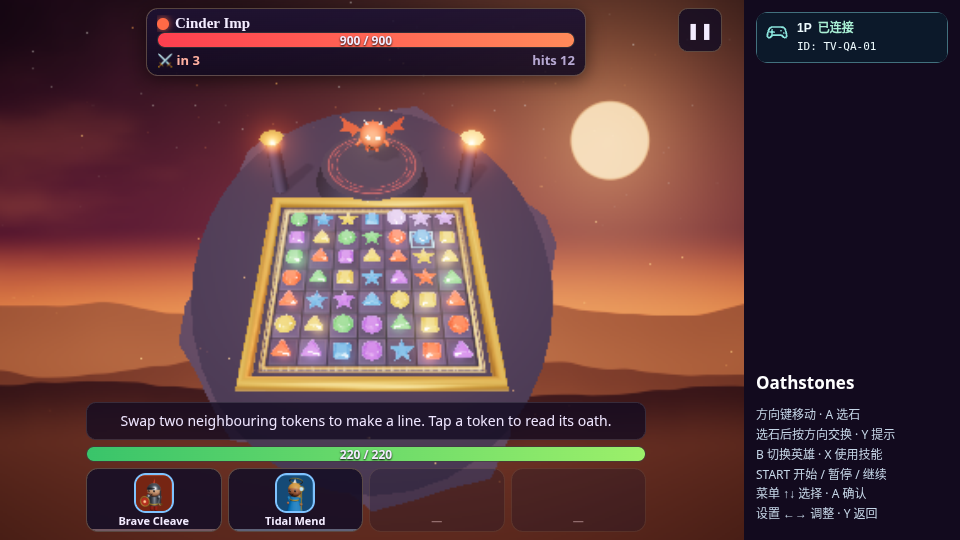 Cinder Imp
900 / 900
in 3
hits 12
1P 已连接
ID: TV-QA-01
Swap two neighbouring tokens to make a line. Tap a token to read its oath.
220 / 220
Brave Cleave
Tidal Mend
—
—
Oathstones
方向键移动 · A 选石
选石后按方向交换 · Y 提示
B 切换英雄 · X 使用技能
START 开始 / 暂停 / 继续
菜单 ↑↓ 选择 · A 确认
设置 ←→ 调整 · Y 返回